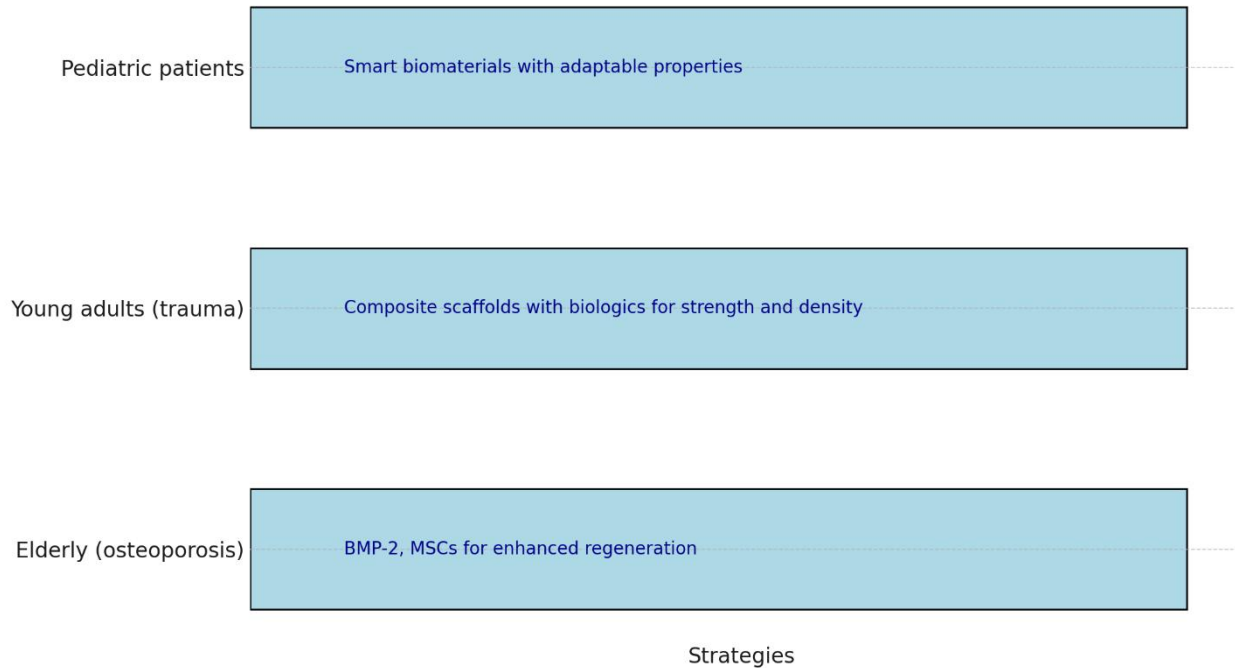 Pediatric patients
Smart biomaterials with adaptable properties
Young adults (trauma)
Composite scaffolds with biologics for strength and density
Elderly (osteoporosis)
BMP-2, MSCs for enhanced regeneration
Strategies